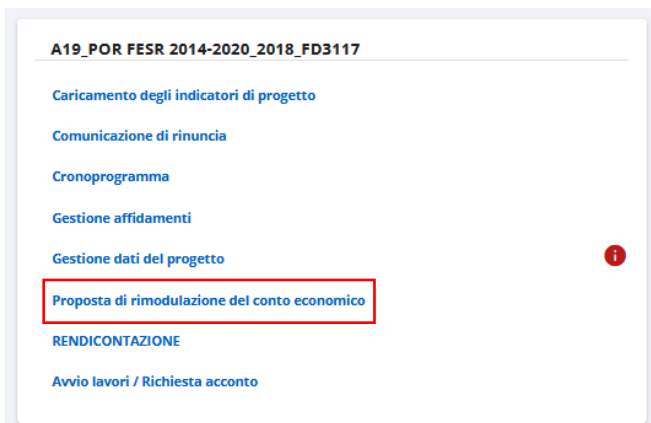 A19_POR FESR 2014-2020_2018_FD3117
Caricamento degli indicatori di progetto
Comunicazione di rinuncia
Cronoprogramma
Gestione affidamenti
Gestione dati del progetto
Proposta di rimodulazione del conto economico
RENDICONTAZIONE
Avvio lavori / Richiesta acconto